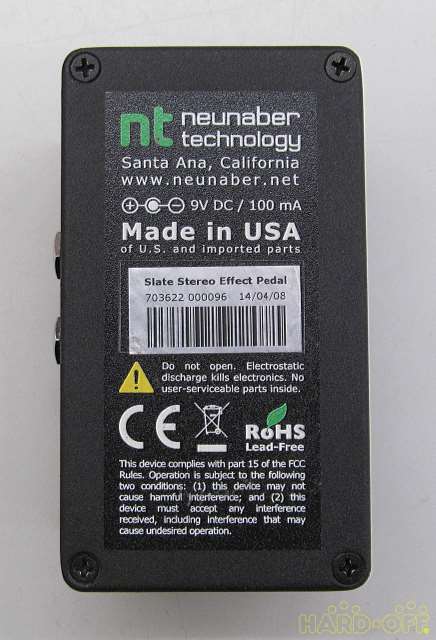 nt neunaber
technology
Santa Ana, California
www.neunaber.net
9V DC / 100 mA
Made in USA
of U.S. and imported parts
Slate Stereo Effect Pedal
703622 000096 14/04/08
Do not open. Electrostatic
discharge kills electronics. No
user-serviceable parts inside.
CE
RoHS
Lead-Free
This device complies with part 15 of the FCC
Rules. Operation is subject to the following
two conditions: (1) this device may not
cause harmful interference; and (2) this
device must accept any interference
received, including interference that may
cause undesired operation.
HARD-OFF